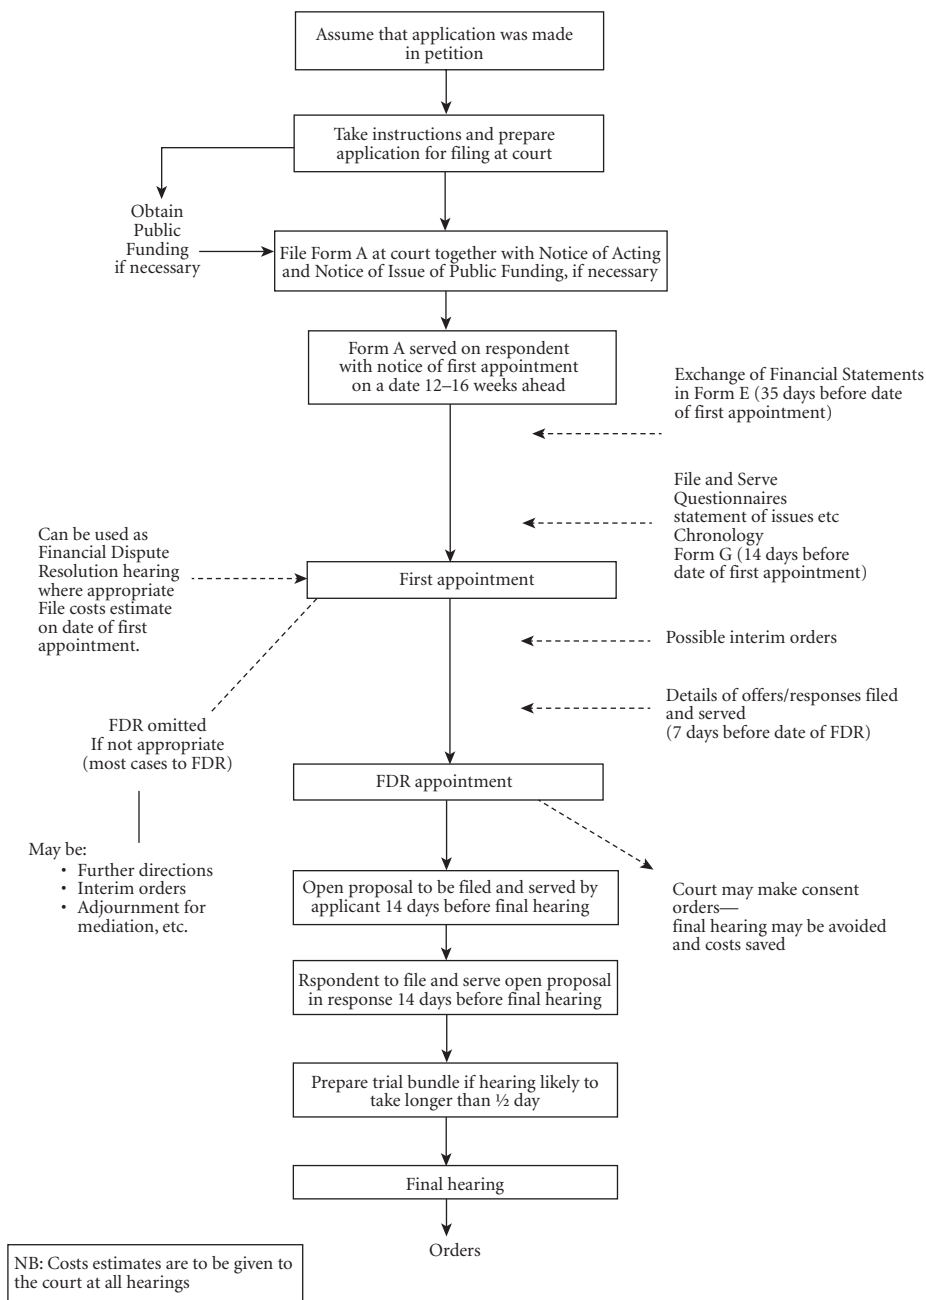 Assume that application was made
in petition
Take instructions and prepare
application for filing at court
Obtain
Public
Funding
if necessary
File Form A at court together with Notice of Acting
and Notice of Issue of Public Funding, if necessary
Form A served on respondent
with notice of first appointment
on a date 12–16 weeks ahead
Exchange of Financial Statements
in Form E (35 days before date
of first appointment)
File and Serve
Questionnaires
statement of issues etc
Chronology
Form G (14 days before
date of first appointment)
Can be used as
Financial Dispute
Resolution hearing
where appropriate
File costs estimate
on date of first
appointment.
First appointment
Possible interim orders
Details of offers/responses filed
and served
(7 days before date of FDR)
FDR omitted
If not appropriate
(most cases to FDR)
FDR appointment
May be:
• Further directions
• Interim orders
• Adjournment for
mediation, etc.
Open proposal to be filed and served by
applicant 14 days before final hearing
Court may make consent
orders—
final hearing may be avoided
and costs saved
Rspondent to file and serve open proposal
in response 14 days before final hearing
Prepare trial bundle if hearing likely to
take longer than ½ day
Final hearing
Orders
NB: Costs estimates are to be given to
the court at all hearings